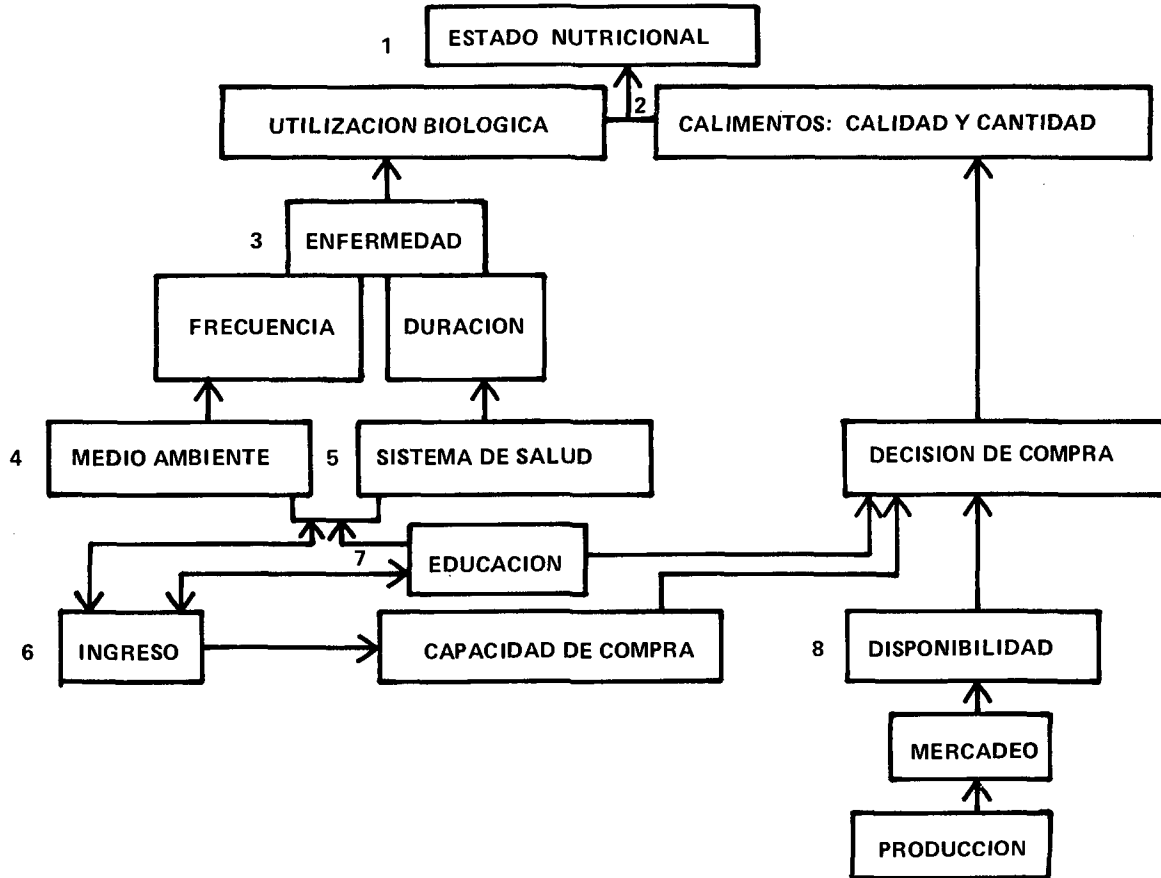 1 ESTADO NUTRICIONAL
UTILIZACION BIOLOGICA 2 CALIMENTOS: CALIDAD Y CANTIDAD
3 ENFERMEDAD
FRECUENCIA DURACION
4 MEDIO AMBIENTE 5 SISTEMA DE SALUD DECISION DE COMPRA
7 EDUCACION
6 INGRESO CAPACIDAD DE COMPRA 8 DISPONIBILIDAD
MERCADEO
PRODUCCION